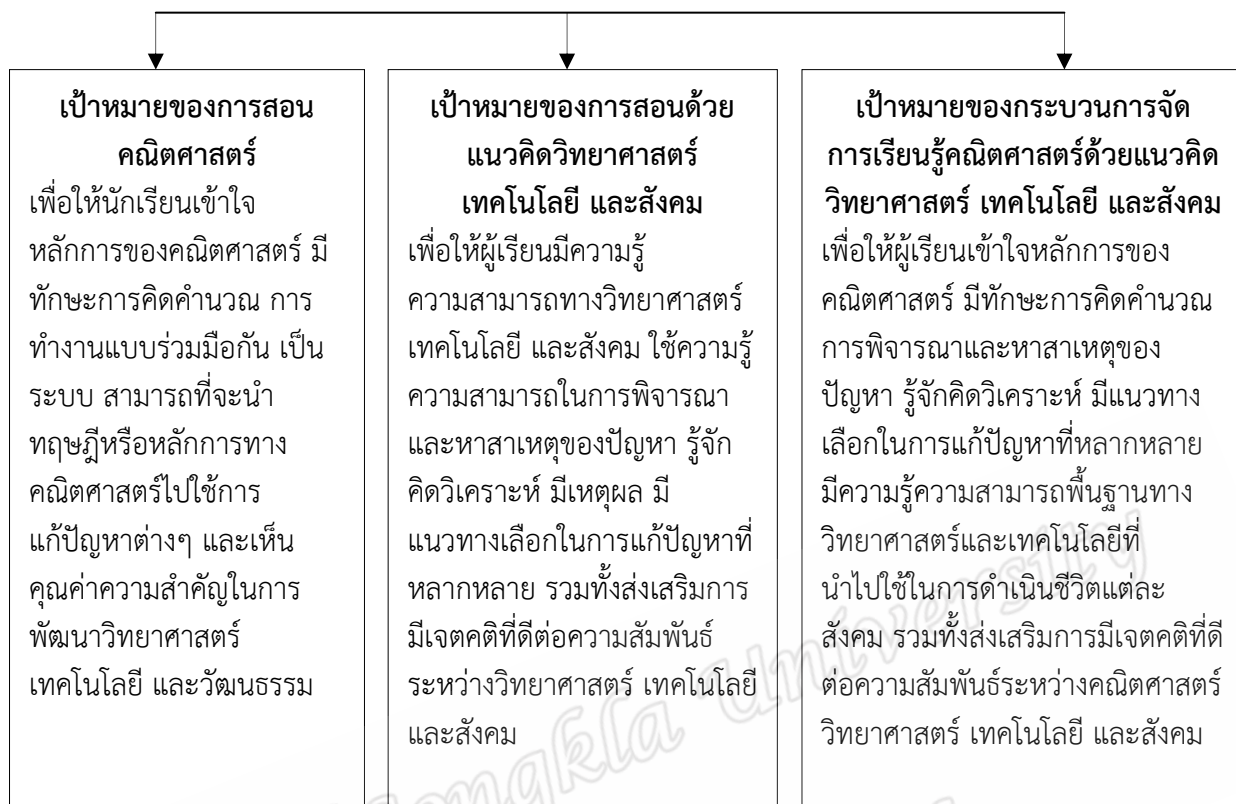 เป้าหมายของการสอน
คณิตศาสตร์
เพื่อให้นักเรียนเข้าใจ
หลักการของคณิตศาสตร์ มี
ทักษะการคิดคำนวณ การ
ทำงานแบบร่วมมือกัน เป็น
ระบบ สามารถที่จะนำ
ทฤษฎีหรือหลักการทาง
คณิตศาสตร์ไปใช้การ
แก้ปัญหาต่างๆ และเห็น
คุณค่าความสำคัญในการ
พัฒนาวิทยาศาสตร์
เทคโนโลยี และวัฒนธรรม
เป้าหมายของการสอนด้วย
แนวคิดวิทยาศาสตร์
เทคโนโลยี และสังคม
เพื่อให้ผู้เรียนมีความรู้
ความสามารถทางวิทยาศาสตร์
เทคโนโลยี และสังคม ใช้ความรู้
ความสามารถในการพิจารณา
และหาสาเหตุของปัญหา รู้จัก
คิดวิเคราะห์ มีเหตุผล มี
แนวทางเลือกในการแก้ปัญหาที่
หลากหลาย รวมทั้งส่งเสริมการ
มีเจตคติที่ดีต่อความสัมพันธ์
ระหว่างวิทยาศาสตร์ เทคโนโลยี
และสังคม
เป้าหมายของกระบวนการจัด
การเรียนรู้คณิตศาสตร์ด้วยแนวคิด
วิทยาศาสตร์ เทคโนโลยี และสังคม
เพื่อให้ผู้เรียนเข้าใจหลักการของ
คณิตศาสตร์ มีทักษะการคิดคำนวณ
การพิจารณาและหาสาเหตุของ
ปัญหา รู้จักคิดวิเคราะห์ มีแนวทาง
เลือกในการแก้ปัญหาที่หลากหลาย
มีความรู้ความสามารถพื้นฐานทาง
วิทยาศาสตร์และเทคโนโลยีที่
นำไปใช้ในการดำเนินชีวิตแต่ละ
สังคม รวมทั้งส่งเสริมการมีเจตคติที่ดี
ต่อความสัมพันธ์ระหว่างคณิตศาสตร์
วิทยาศาสตร์ เทคโนโลยี และสังคม
University